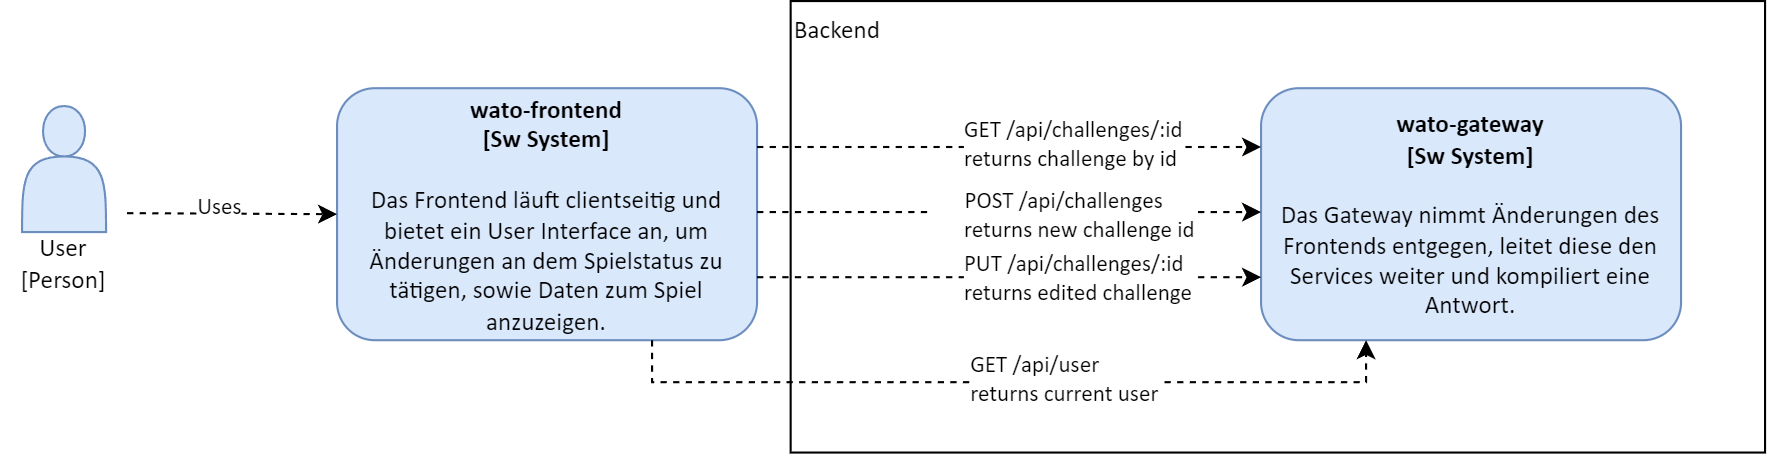 Backend
User
[Person]
Uses
wato-frontend
[Sw System]
Das Frontend läuft clientseitig und
bietet ein User Interface an, um
Änderungen an dem Spielstatus zu
tätigen, sowie Daten zum Spiel
anzuzeigen.
GET /api/challenges/:id
returns challenge by id
POST /api/challenges
returns new challenge id
PUT /api/challenges/:id
returns edited challenge
GET /api/user
returns current user
wato-gateway
[Sw System]
Das Gateway nimmt Änderungen des
Frontends entgegen, leitet diese den
Services weiter und kompiliert eine
Antwort.